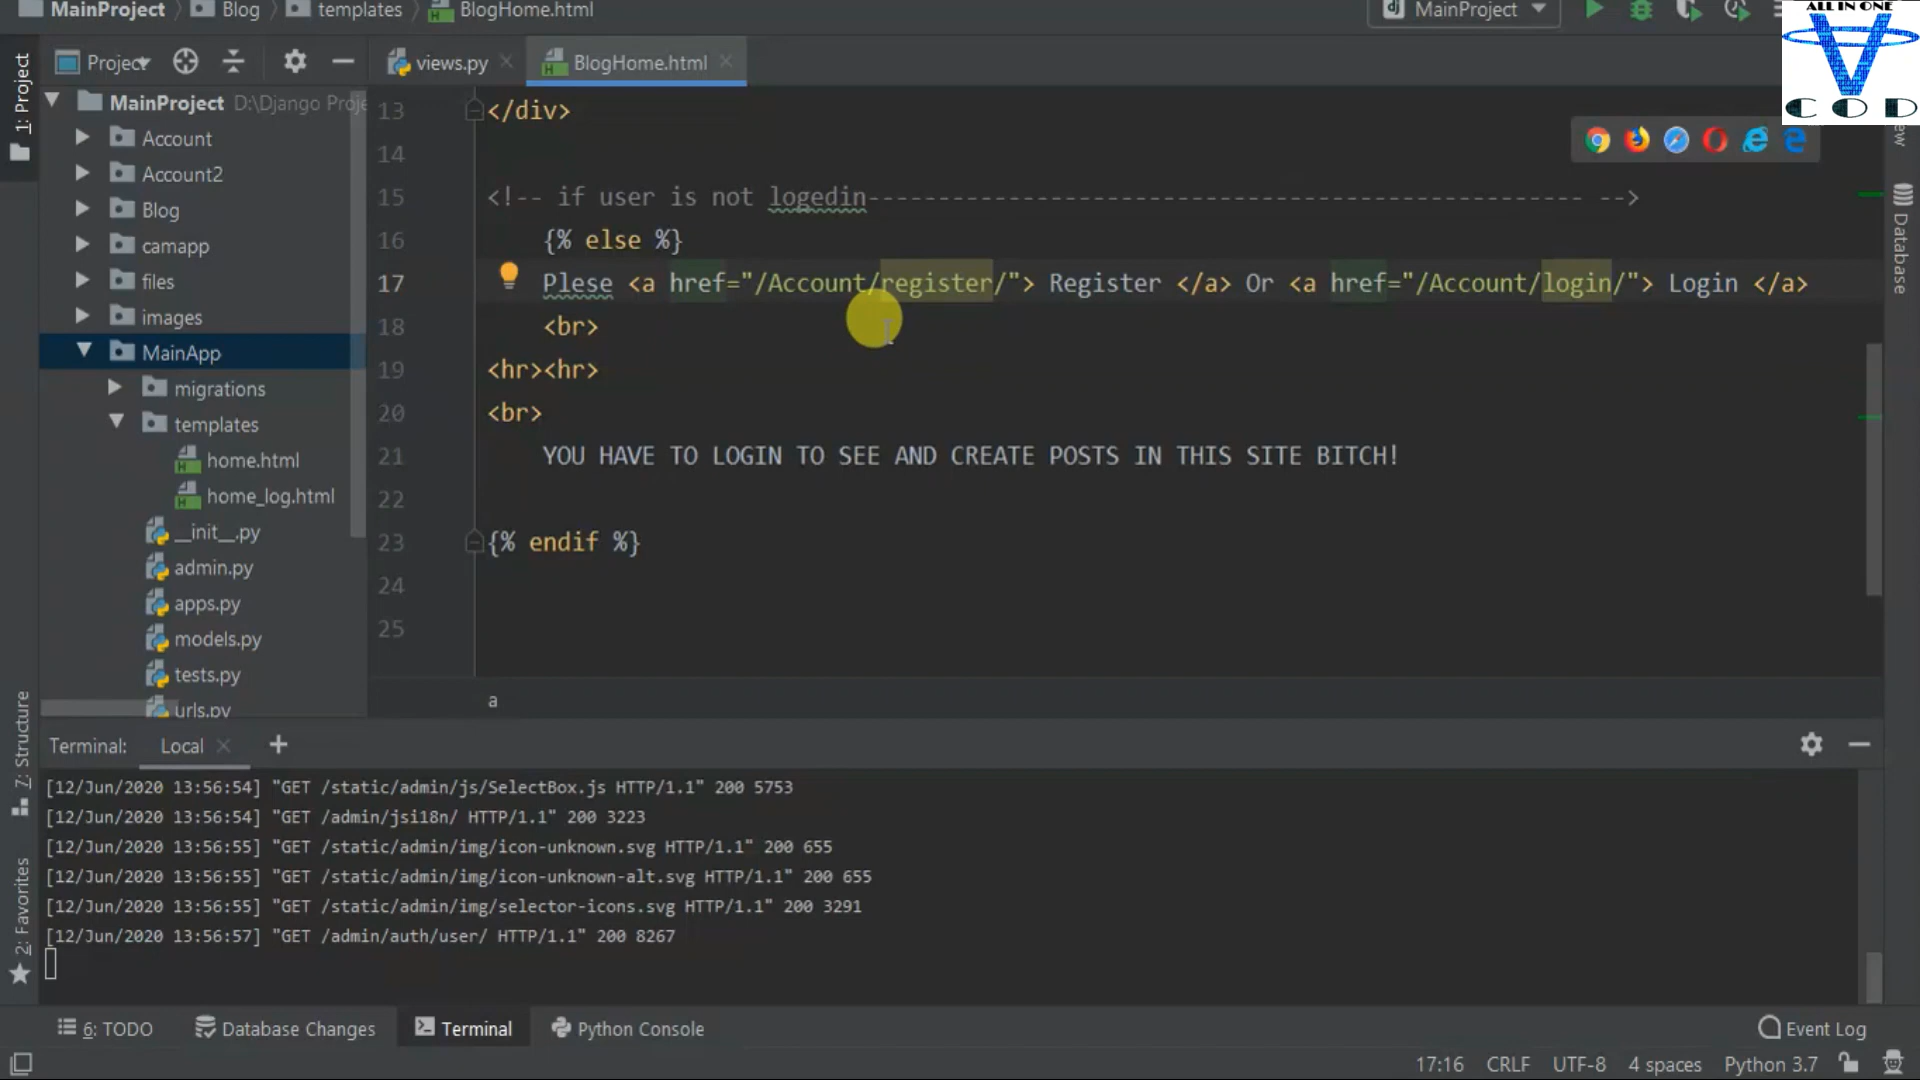 MainProject Blog templates BlogHome.html MainProject
ALL IN ONE
COD
1: Project
Project views.py BlogHome.html
MainProject D:\Django Proje
Account
Account2
Blog
camapp
files
images
MainApp
migrations
templates
home.html
home_log.html
__init__.py
admin.py
apps.py
models.py
tests.py
urls.py
13 </div>
14
15 <!-- if user is not logedin--------------------------------------------------- -->
16 {% else %}
17 Plese <a href="/Account/register/"> Register </a> Or <a href="/Account/login/"> Login </a>
18 <br>
19 <hr><hr>
20 <br>
21 YOU HAVE TO LOGIN TO SEE AND CREATE POSTS IN THIS SITE BITCH!
22
23 {% endif %}
24
25
a
Database
7: Structure
2: Favorites
Terminal: Local
[12/Jun/2020 13:56:54] "GET /static/admin/js/SelectBox.js HTTP/1.1" 200 5753
[12/Jun/2020 13:56:54] "GET /admin/jsi18n/ HTTP/1.1" 200 3223
[12/Jun/2020 13:56:55] "GET /static/admin/img/icon-unknown.svg HTTP/1.1" 200 655
[12/Jun/2020 13:56:55] "GET /static/admin/img/icon-unknown-alt.svg HTTP/1.1" 200 655
[12/Jun/2020 13:56:55] "GET /static/admin/img/selector-icons.svg HTTP/1.1" 200 3291
[12/Jun/2020 13:56:57] "GET /admin/auth/user/ HTTP/1.1" 200 8267
6: TODO Database Changes Terminal Python Console Event Log
17:16 CRLF UTF-8 4 spaces Python 3.7